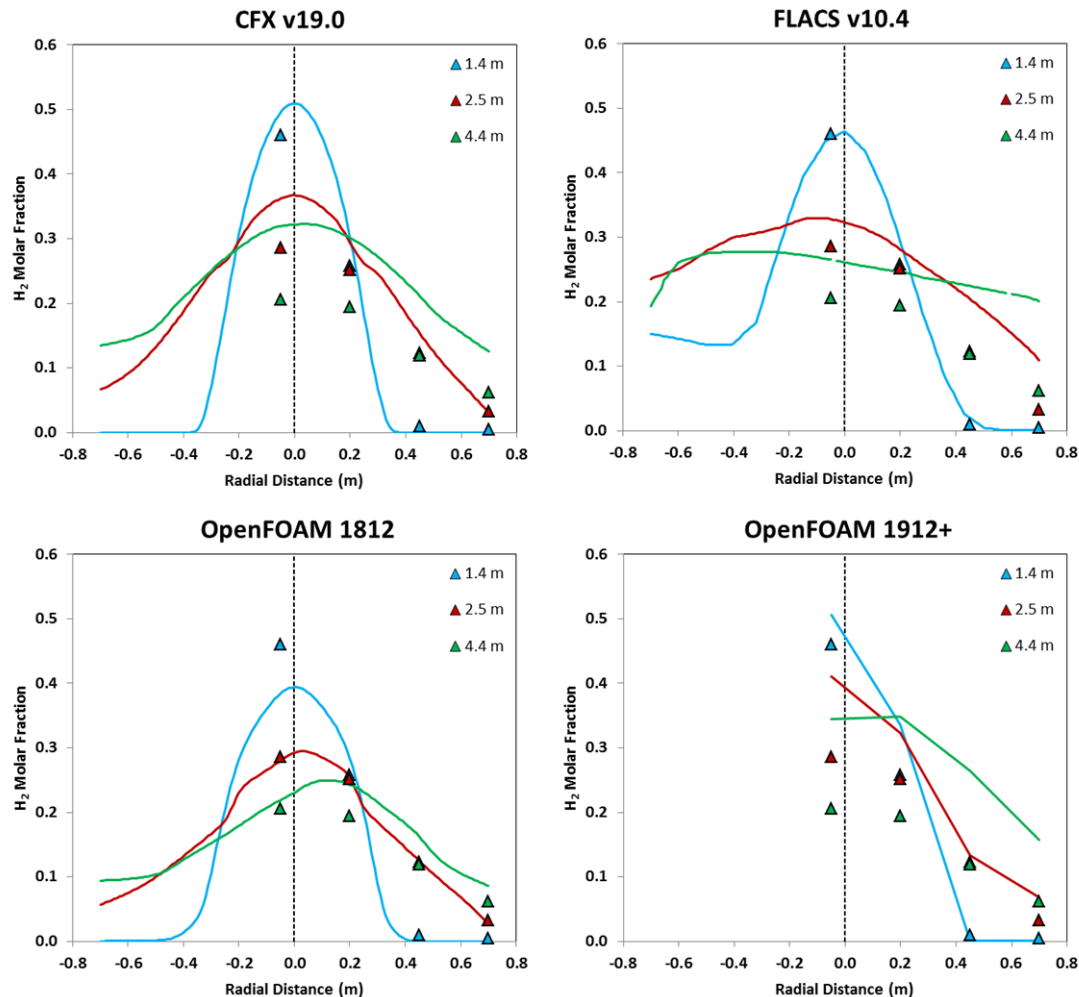 CFX v19.0
0.6
0.5
0.4
0.3
0.2
0.1
0.0
H₂ Molar Fraction
1.4 m
2.5 m
4.4 m
-0.8 -0.6 -0.4 -0.2 0.0 0.2 0.4 0.6 0.8
Radial Distance (m)
FLACS v10.4
0.6
0.5
0.4
0.3
0.2
0.1
0.0
H₂ Molar Fraction
1.4 m
2.5 m
4.4 m
-0.8 -0.6 -0.4 -0.2 0.0 0.2 0.4 0.6 0.8
Radial Distance (m)
OpenFOAM 1812
0.6
0.5
0.4
0.3
0.2
0.1
0.0
H₂ Molar Fraction
1.4 m
2.5 m
4.4 m
-0.8 -0.6 -0.4 -0.2 0.0 0.2 0.4 0.6 0.8
Radial Distance (m)
OpenFOAM 1912+
0.6
0.5
0.4
0.3
0.2
0.1
0.0
H₂ Molar Fraction
1.4 m
2.5 m
4.4 m
-0.8 -0.6 -0.4 -0.2 0.0 0.2 0.4 0.6 0.8
Radial Distance (m)